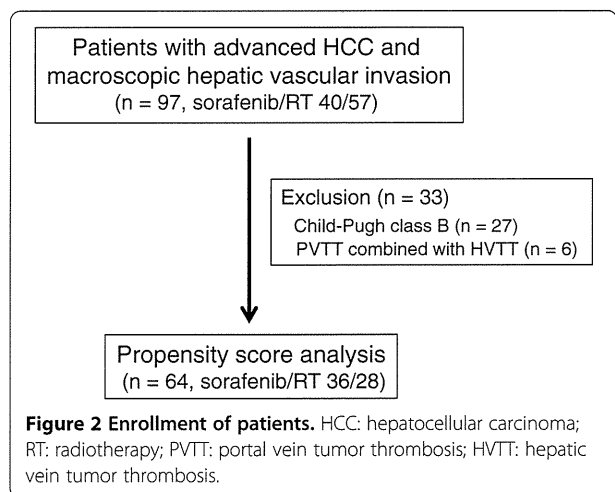 Patients with advanced HCC and
macroscopic hepatic vascular invasion
(n = 97, sorafenib/RT 40/57)
Exclusion (n = 33)
Child-Pugh class B (n = 27)
PVTT combined with HVTT (n = 6)
Propensity score analysis
(n = 64, sorafenib/RT 36/28)
Figure 2 Enrollment of patients. HCC: hepatocellular carcinoma;
RT: radiotherapy; PVTT: portal vein tumor thrombosis; HVTT: hepatic
vein tumor thrombosis.